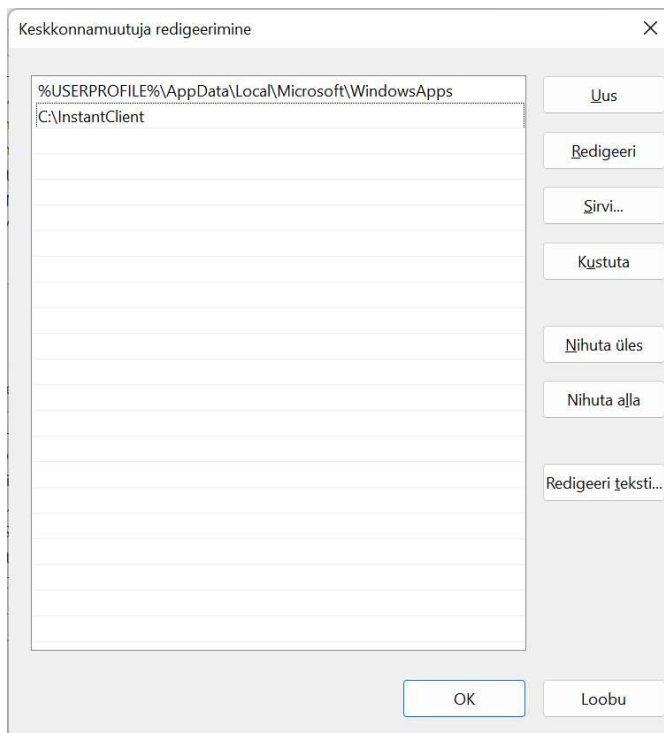 Keskkonnamuutuja redigeerimine
%USERPROFILE%\AppData\Local\Microsoft\WindowsApps
C:\InstantClient
Uus
Redigeeri
Sirvi...
Kustuta
Nihuta üles
Nihuta alla
Redigeeri teksti...
OK
Loobu